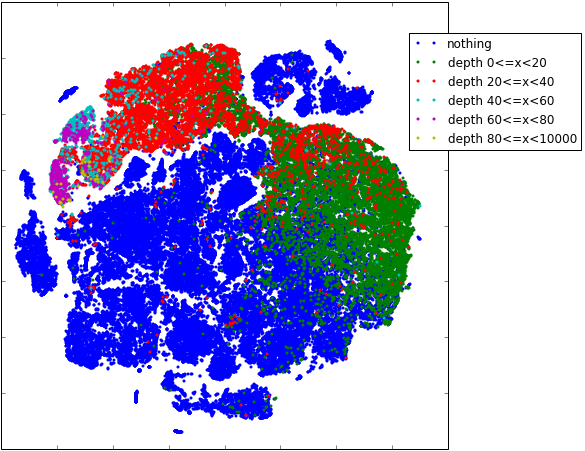 nothing
depth 0<=x<20
depth 20<=x<40
depth 40<=x<60
depth 60<=x<80
depth 80<=x<10000